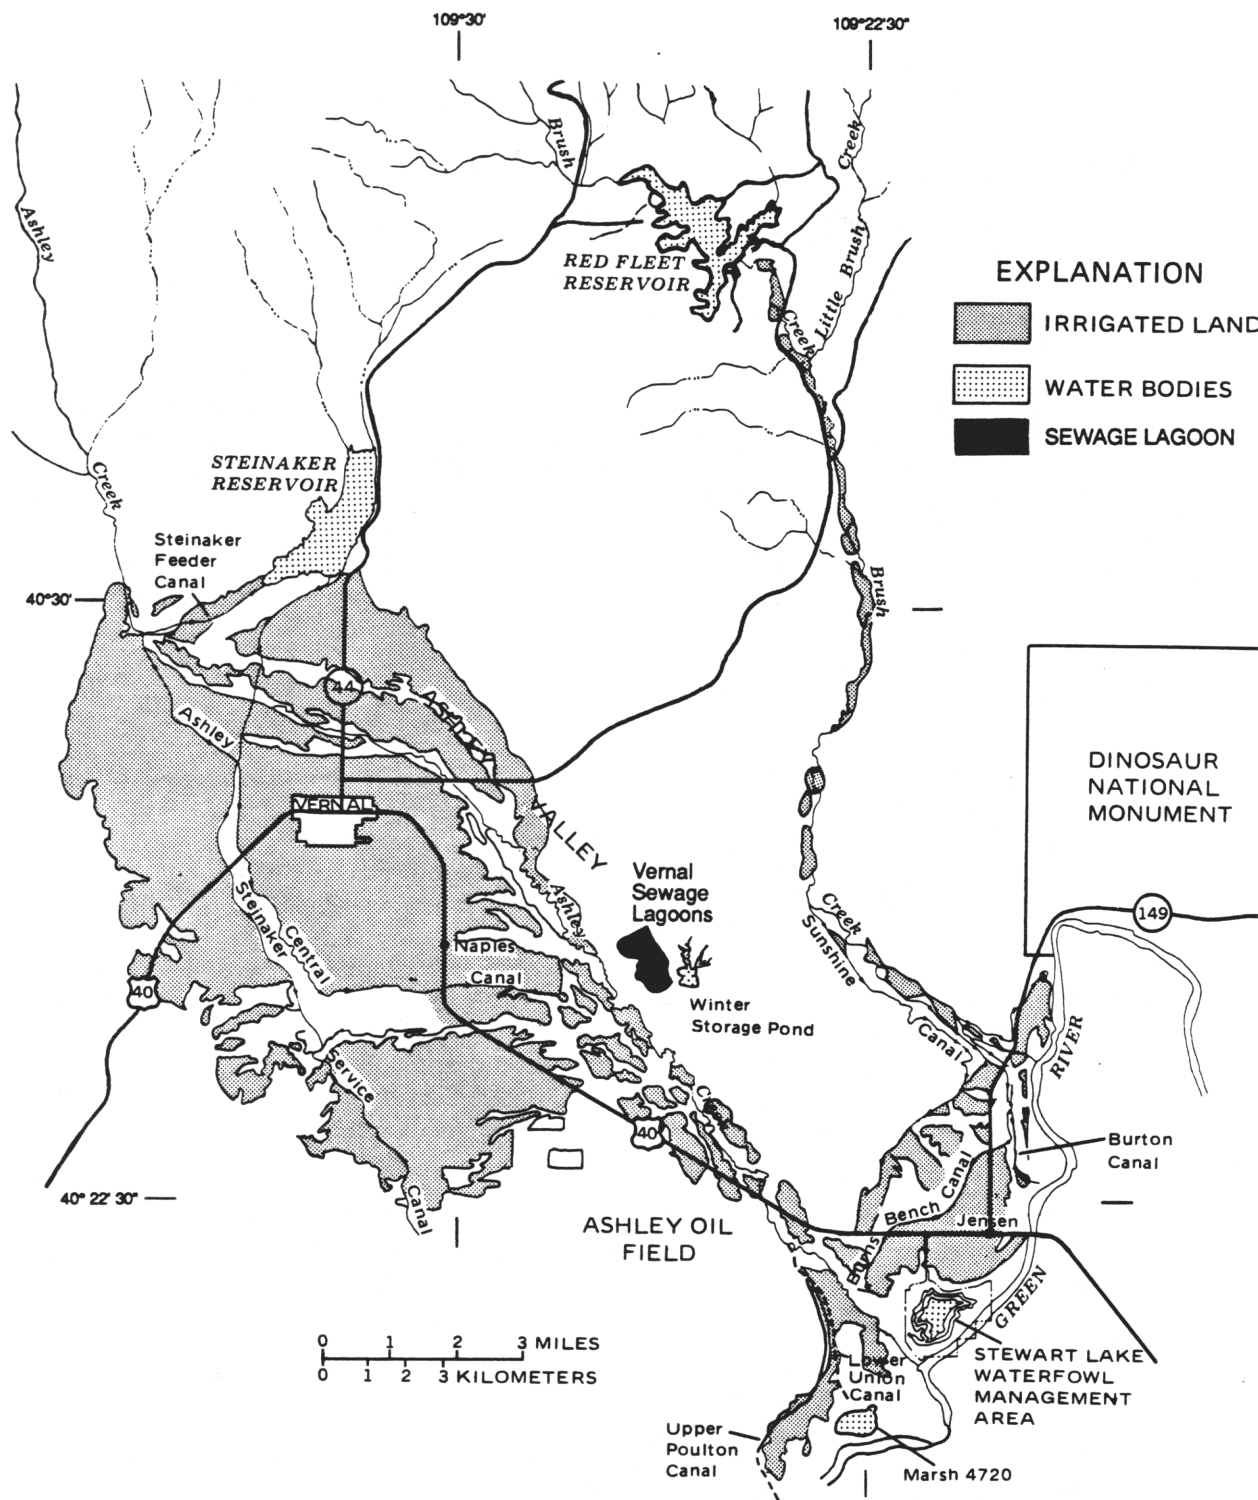 109°30'
109°22'30"
Brush
Creek
Ashley
Little Brush
RED FLEET
RESERVOIR
Creek
EXPLANATION
IRRIGATED LAND
WATER BODIES
SEWAGE LAGOON
STEINAKER
RESERVOIR
Creek
Steinaker
Feeder
Canal
40°30'
Brush
44
ASHLEY
VALLEY
Ashley
DINOSAUR
NATIONAL
MONUMENT
VERNAL
Vernal
Sewage
Lagoons
Ashley
Steinaker
Central
Creek
Sunshine
149
Naples
Canal
40
Winter
Storage Pond
Canal
RIVER
Service
40
Burton
Canal
40° 22' 30"
Canal
Bench Canal
Jensen
ASHLEY OIL
FIELD
Burns
GREEN
0 1 2 3 MILES
0 1 2 3 KILOMETERS
STEWART LAKE
WATERFOWL
MANAGEMENT
AREA
Lower
Union
Canal
Upper
Poulton
Canal
Marsh 4720